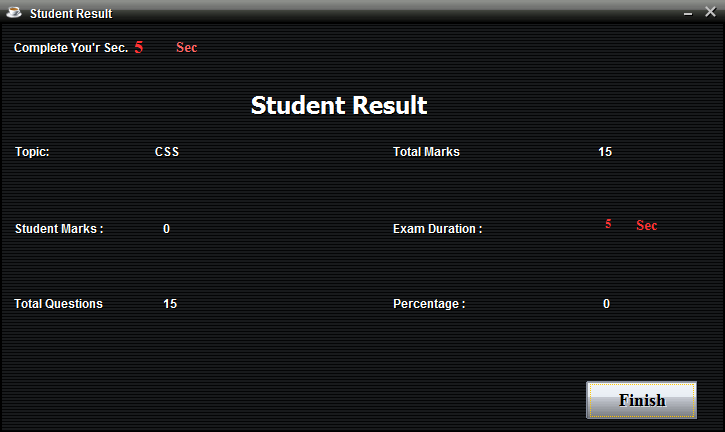 Student Result
Complete You'r Sec. 5 Sec
Student Result
Topic: CSS Total Marks 15
Student Marks : 0 Exam Duration : 5 Sec
Total Questions 15 Percentage : 0
Finish